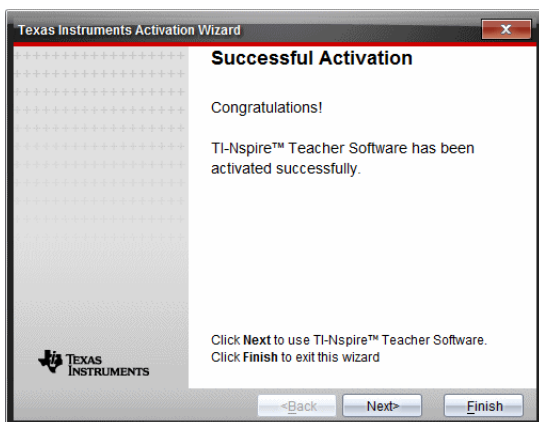 Texas Instruments Activation Wizard
Successful Activation
Congratulations!
TI-Nspire™ Teacher Software has been
activated successfully.
Click Next to use TI-Nspire™ Teacher Software.
Click Finish to exit this wizard
TEXAS
INSTRUMENTS
<Back Next> Finish